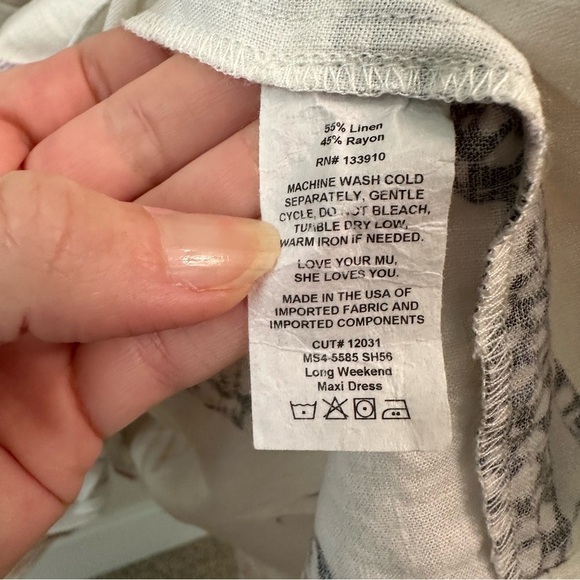 55% Linen
45% Rayon
RN# 133910
MACHINE WASH COLD
SEPARATELY, GENTLE
CYCLE, DO NOT BLEACH,
TUMBLE DRY LOW,
WARM IRON IF NEEDED.
LOVE YOUR MU,
SHE LOVES YOU.
MADE IN THE USA OF
IMPORTED FABRIC AND
IMPORTED COMPONENTS
CUT# 12031
MS4-5585 SH56
Long Weekend
Maxi Dress